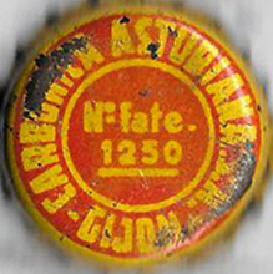 CARBONICA ASTURIANA, S.A.
Nº fate.
1250
- GIJON -